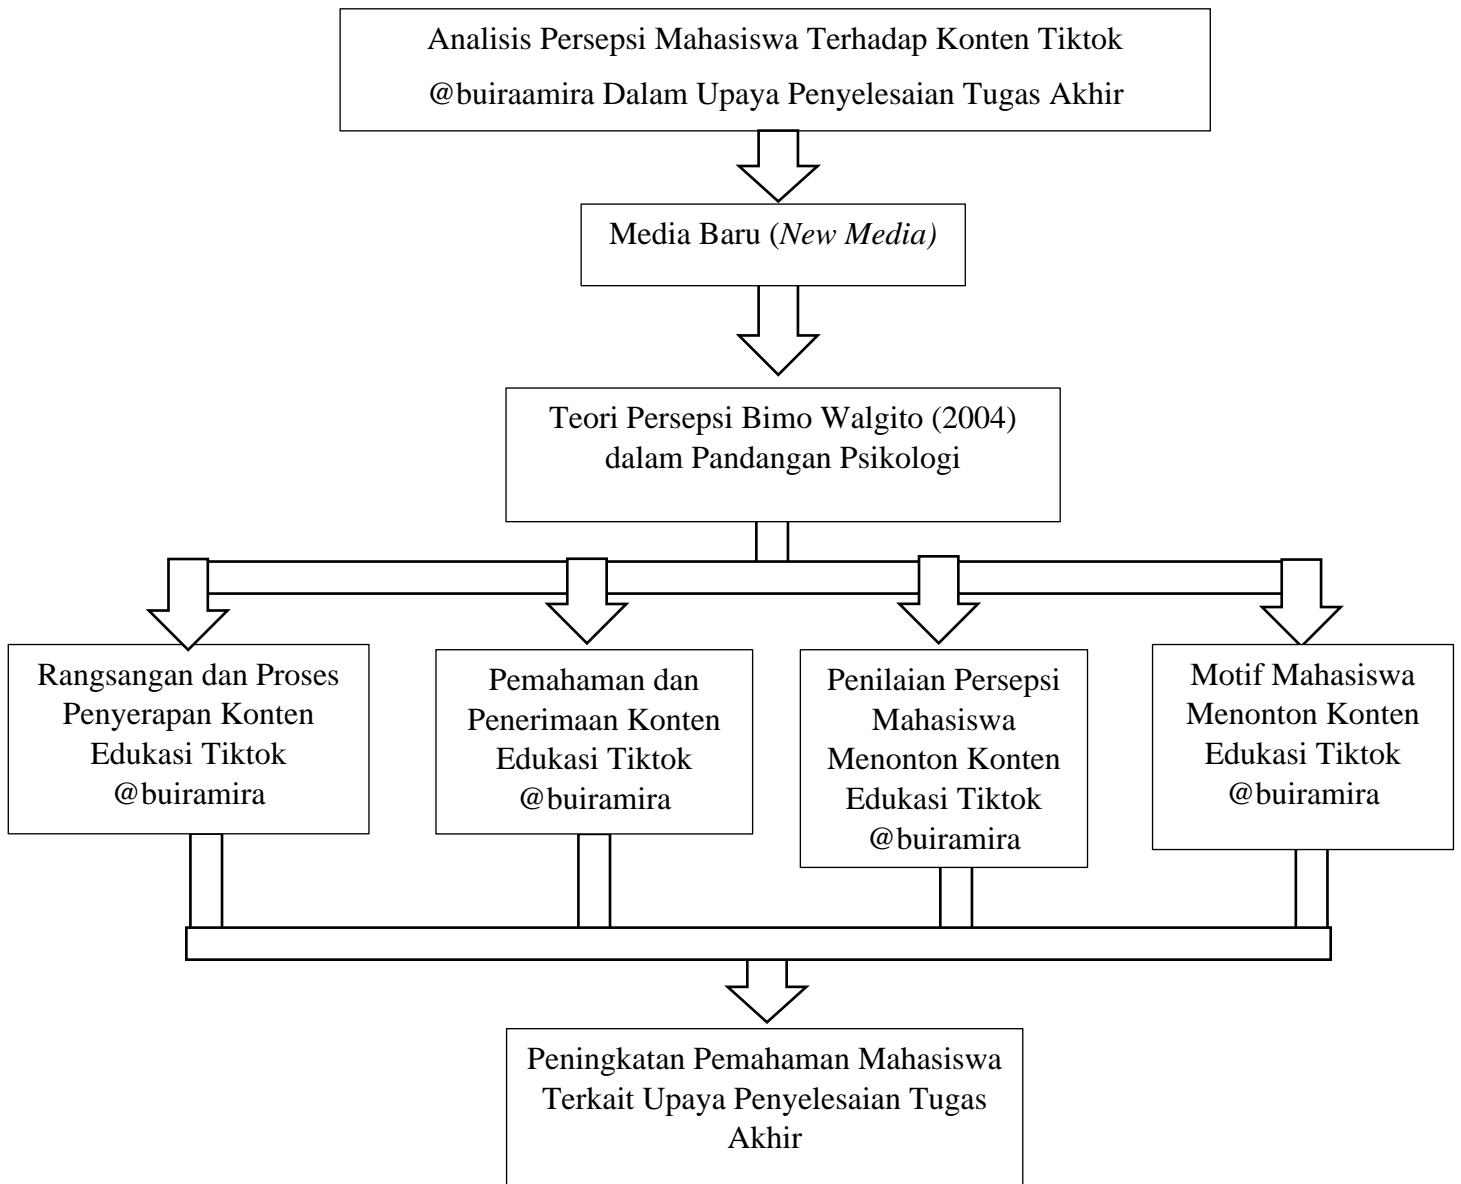 Analisis Persepsi Mahasiswa Terhadap Konten Tiktok
@buiraamira Dalam Upaya Penyelesaian Tugas Akhir
Media Baru (New Media)
Teori Persepsi Bimo Walgito (2004)
dalam Pandangan Psikologi
Rangsangan dan Proses
Penyerapan Konten
Edukasi Tiktok
@buiramira
Pemahaman dan
Penerimaan Konten
Edukasi Tiktok
@buiramira
Penilaian Persepsi
Mahasiswa
Menonton Konten
Edukasi Tiktok
@buiramira
Motif Mahasiswa
Menonton Konten
Edukasi Tiktok
@buiramira
Peningkatan Pemahaman Mahasiswa
Terkait Upaya Penyelesaian Tugas
Akhir